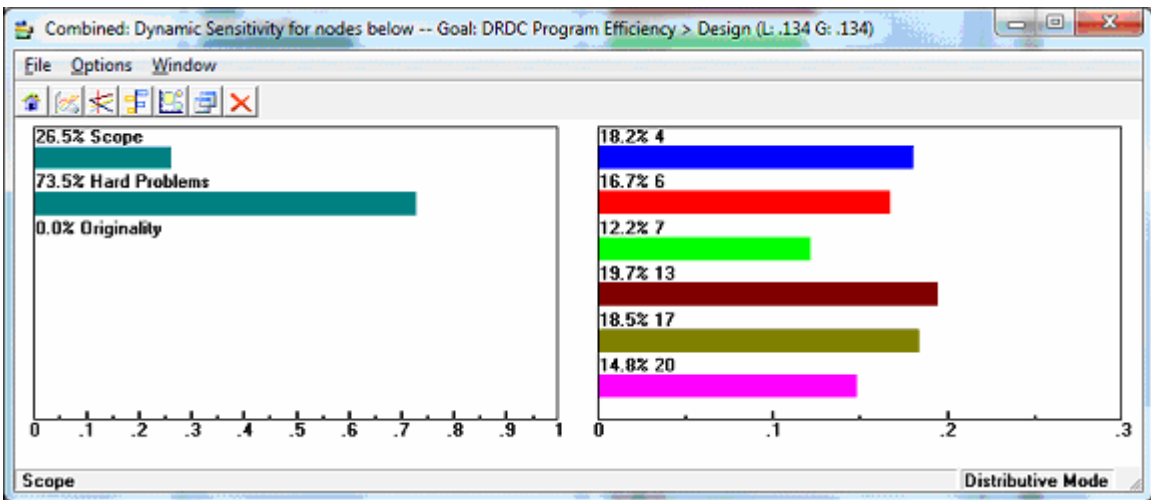 Combined: Dynamic Sensitivity for nodes below -- Goal: DRDC Program Efficiency > Design (L: .134 G: .134)
File Options Window
26.5% Scope
73.5% Hard Problems
0.0% Originality
0 .1 .2 .3 .4 .5 .6 .7 .8 .9 1
18.2% 4
16.7% 6
12.2% 7
19.7% 13
18.5% 17
14.8% 20
0 .1 .2 .3
Scope Distributive Mode